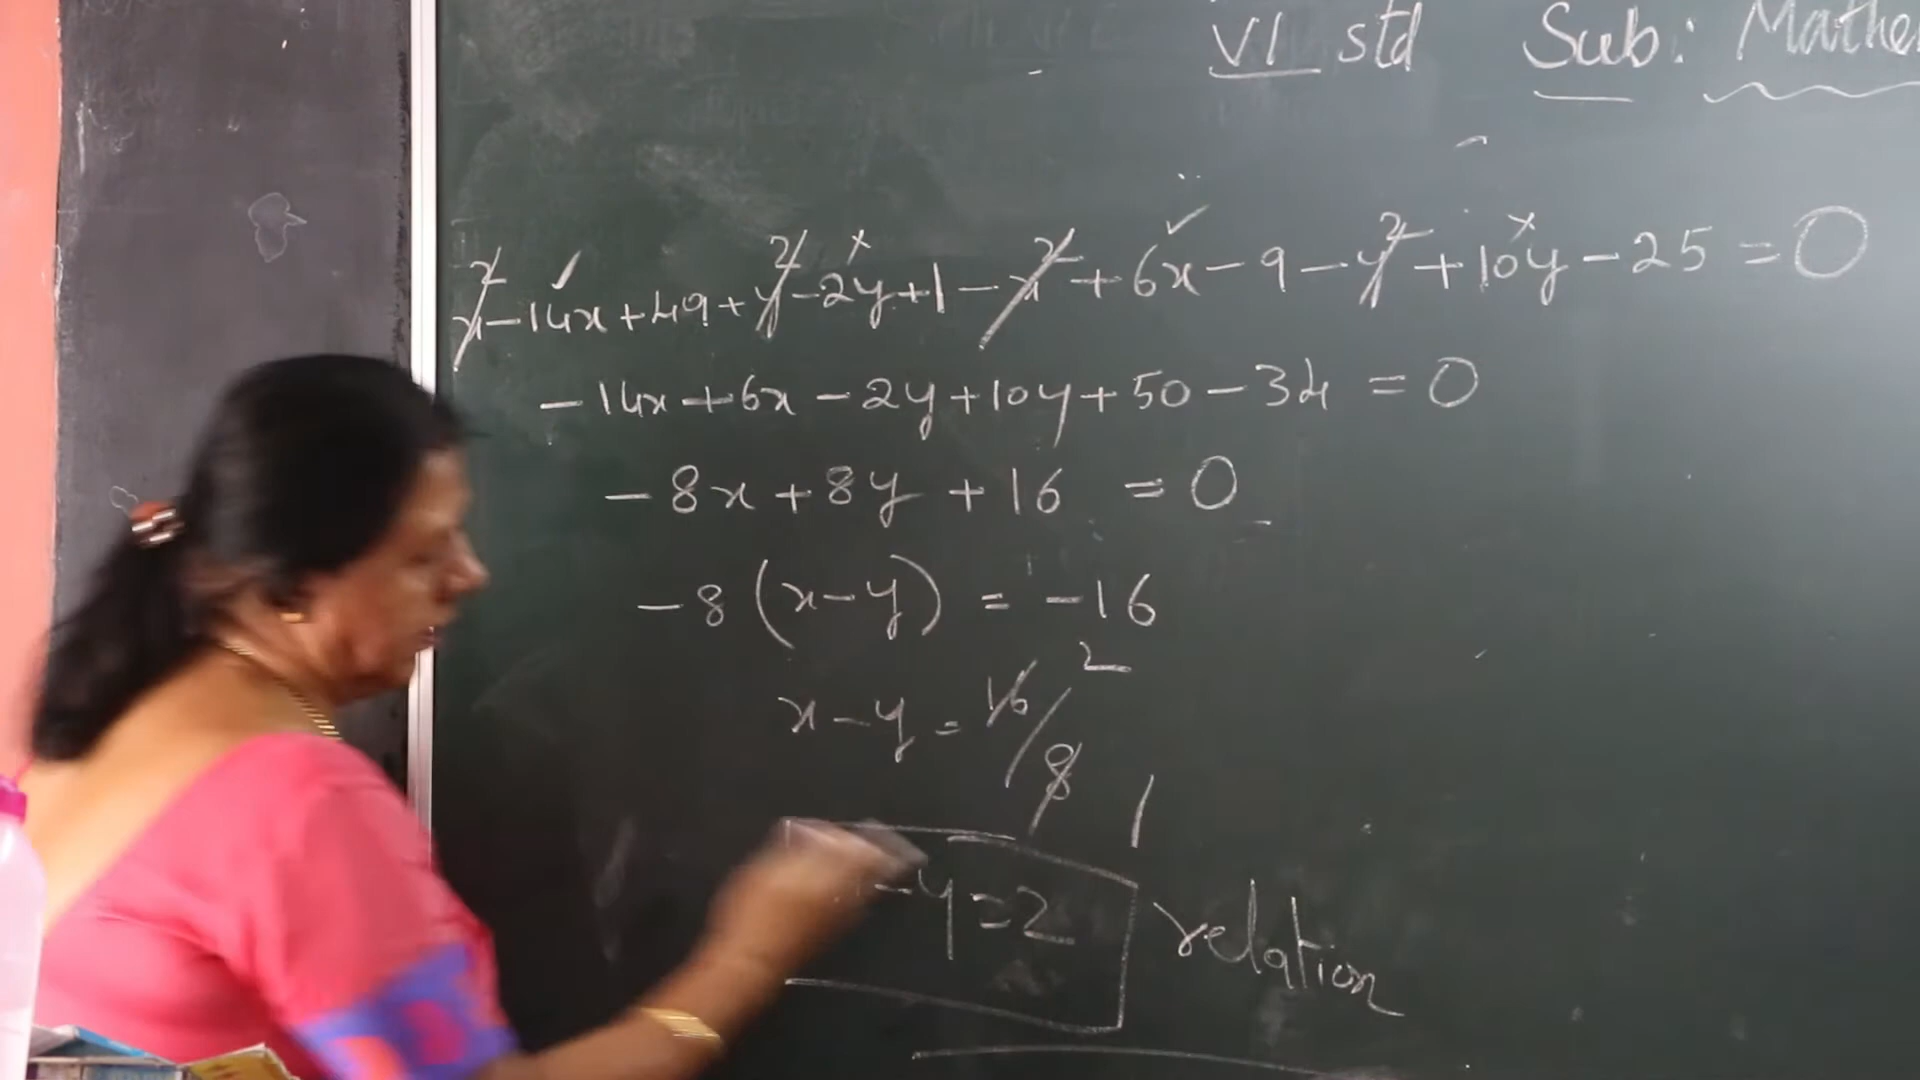 VI std Sub: Mathe
x² - 14x + 49 + y² - 2y + 1 - x² + 6x - 9 - y² + 10y - 25 = 0
- 14x + 6x - 2y + 10y + 50 - 34 = 0
- 8x + 8y + 16 = 0
- 8 (x - y) = -16
x - y = 16/8 2
1
- y = 2 relation